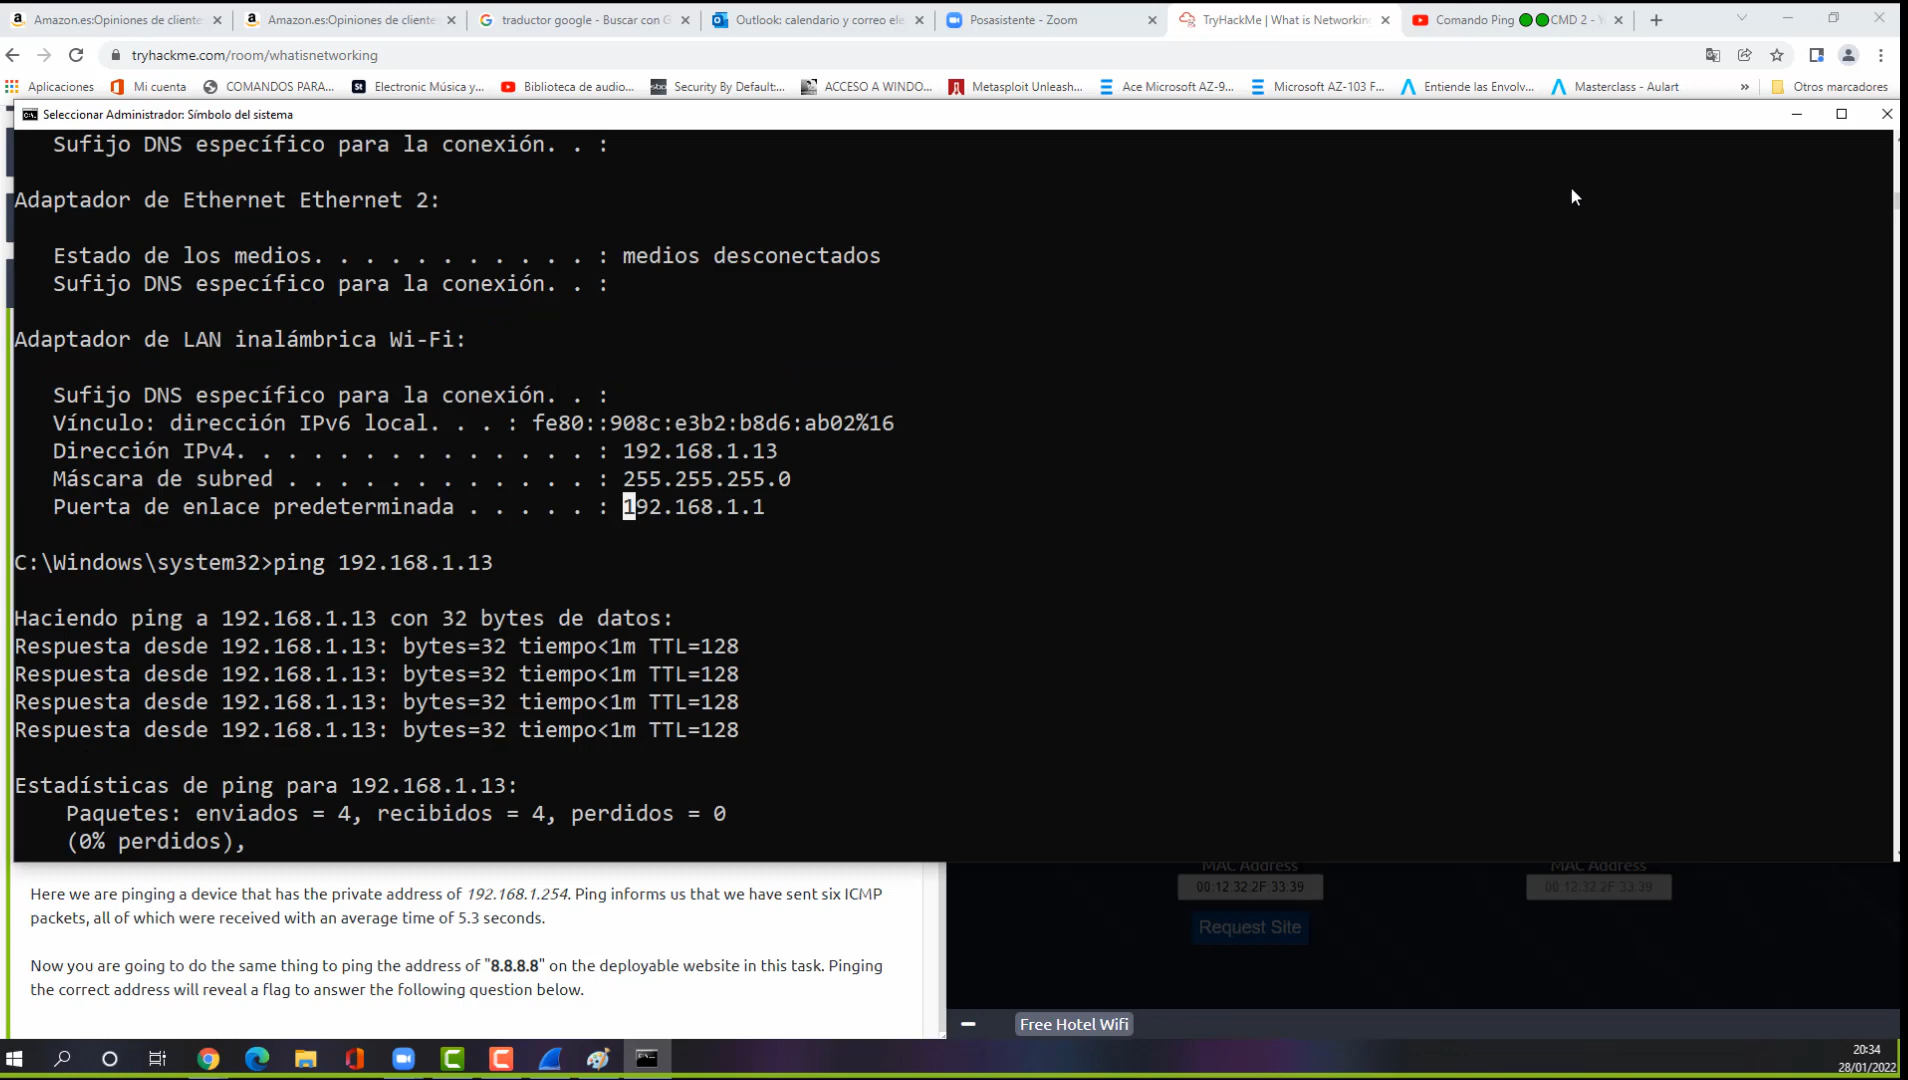 Amazon.es:Opiniones de cliente
Amazon.es:Opiniones de cliente
traductor google - Buscar con G
Outlook: calendario y correo ele
Posasistente - Zoom
TryHackMe | What is Networkin
Comando Ping CMD 2 - Y
tryhackme.com/room/whatisnetworking
Aplicaciones
Mi cuenta
COMANDOS PARA...
Electronic Música y...
Biblioteca de audio...
Security By Default:...
ACCESO A WINDO...
Metasploit Unleash...
Ace Microsoft AZ-9...
Microsoft AZ-103 F...
Entiende las Envolv...
Masterclass - Aulart
»
Otros marcadores
Seleccionar Administrador: Símbolo del sistema
Sufijo DNS específico para la conexión. . :
Adaptador de Ethernet Ethernet 2:
Estado de los medios. . . . . . . . . . . : medios desconectados
Sufijo DNS específico para la conexión. . :
Adaptador de LAN inalámbrica Wi-Fi:
Sufijo DNS específico para la conexión. . :
Vínculo: dirección IPv6 local. . . : fe80::908c:e3b2:b8d6:ab02%16
Dirección IPv4. . . . . . . . . . . . . . : 192.168.1.13
Máscara de subred . . . . . . . . . . . . : 255.255.255.0
Puerta de enlace predeterminada . . . . . : 192.168.1.1
C:\Windows\system32>ping 192.168.1.13
Haciendo ping a 192.168.1.13 con 32 bytes de datos:
Respuesta desde 192.168.1.13: bytes=32 tiempo<1m TTL=128
Respuesta desde 192.168.1.13: bytes=32 tiempo<1m TTL=128
Respuesta desde 192.168.1.13: bytes=32 tiempo<1m TTL=128
Respuesta desde 192.168.1.13: bytes=32 tiempo<1m TTL=128
Estadísticas de ping para 192.168.1.13:
Paquetes: enviados = 4, recibidos = 4, perdidos = 0
(0% perdidos),
Here we are pinging a device that has the private address of 192.168.1.254. Ping informs us that we have sent six ICMP
packets, all of which were received with an average time of 5.3 seconds.
Now you are going to do the same thing to ping the address of "8.8.8.8" on the deployable website in this task. Pinging
the correct address will reveal a flag to answer the following question below.
MAC Address
00:12 32 2F 33.39
Request Site
MAC Address
00:12.32 2F 33.39
Free Hotel Wifi
20:34
28/01/2022